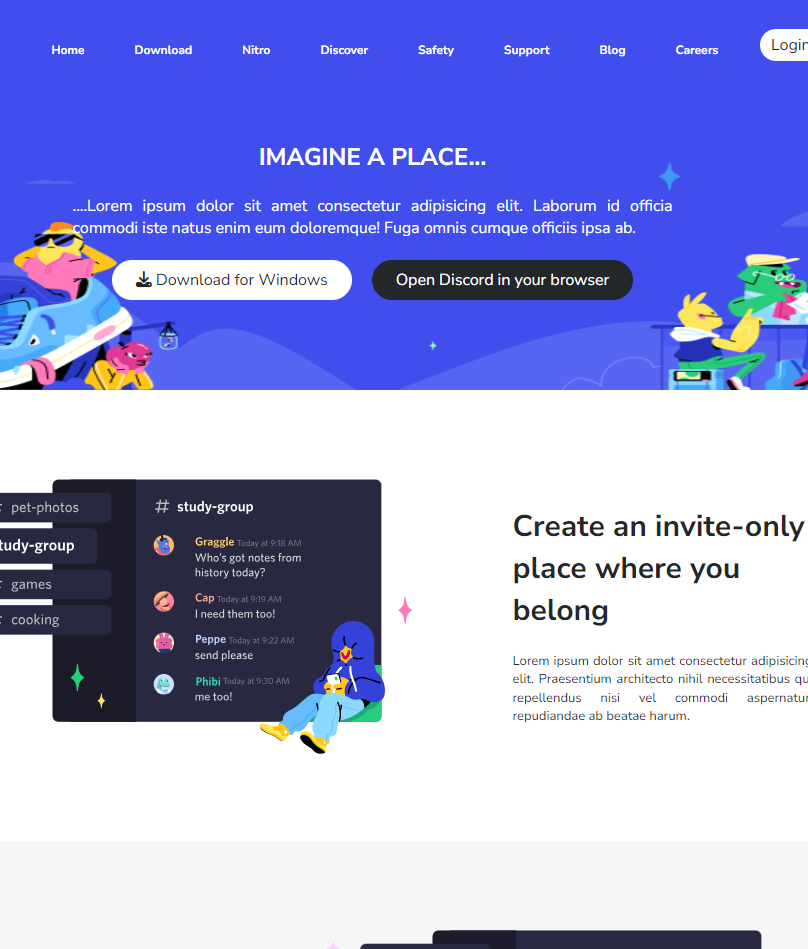 Home Download Nitro Discover Safety Support Blog Careers Login
IMAGINE A PLACE...
....Lorem ipsum dolor sit amet consectetur adipisicing elit. Laborum id officia
commodi iste natus enim eum doloremque! Fuga omnis cumque officiis ipsa ab.
Download for Windows
Open Discord in your browser
pet-photos
tudy-group
games
cooking
# study-group
Graggle Today at 9:18 AM
Who's got notes from
history today?
Cap Today at 9:19 AM
I need them too!
Peppe Today at 9:22 AM
send please
Phibi Today at 9:30 AM
me too!
Create an invite-only
place where you
belong
Lorem ipsum dolor sit amet consectetur adipisicing
elit. Praesentium architecto nihil necessitatibus qu
repellendus nisi vel commodi aspernatur
repudiandae ab beatae harum.